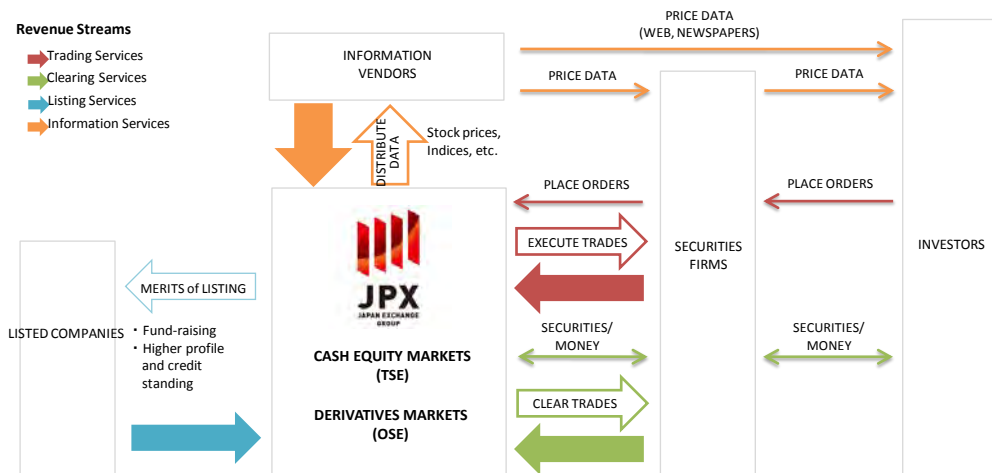 Revenue Streams
Trading Services
Clearing Services
Listing Services
Information Services
INFORMATION
VENDORS
PRICE DATA
(WEB, NEWSPAPERS)
PRICE DATA
PRICE DATA
DISTRIBUTE
DATA
Stock prices,
Indices, etc.
PLACE ORDERS
PLACE ORDERS
EXECUTE TRADES
SECURITIES
FIRMS
INVESTORS
JPX
JAPAN EXCHANGE
GROUP
MERITS of LISTING
LISTED COMPANIES
・ Fund-raising
・ Higher profile
and credit
standing
SECURITIES/
MONEY
SECURITIES/
MONEY
CASH EQUITY MARKETS
(TSE)
CLEAR TRADES
DERIVATIVES MARKETS
(OSE)